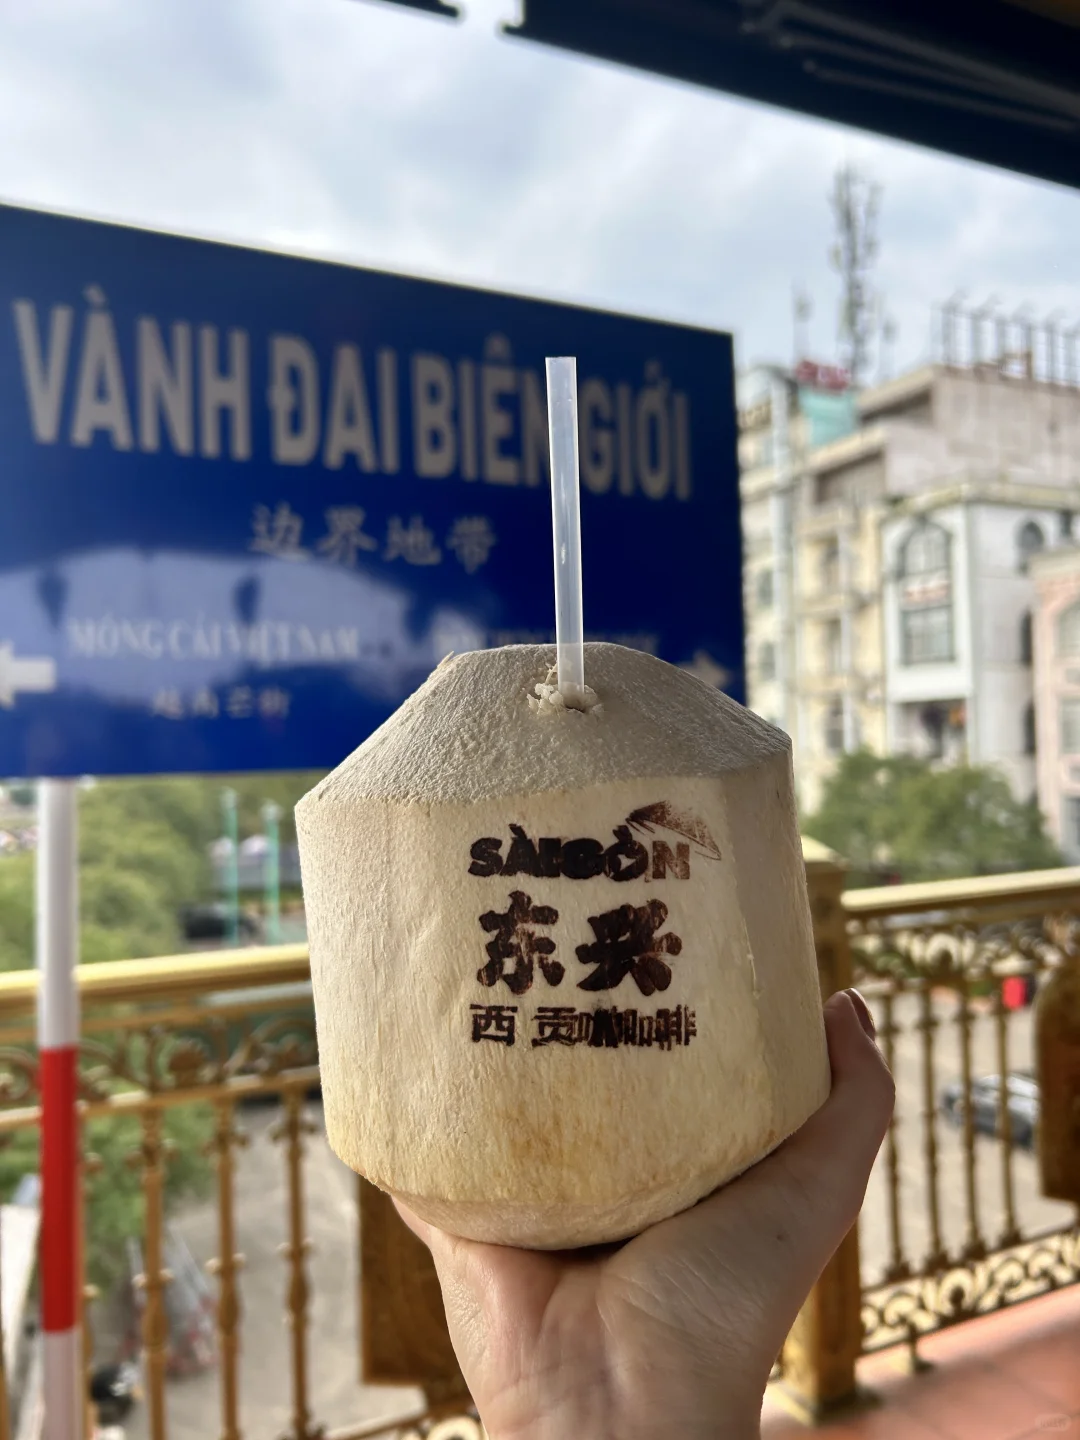 VÀNH ĐAI BIÊN GIỚI
边界地带
MÓNG CÁI VIỆT NAM
越南芒街
SÀIGÒN
东兴
西贡咖啡